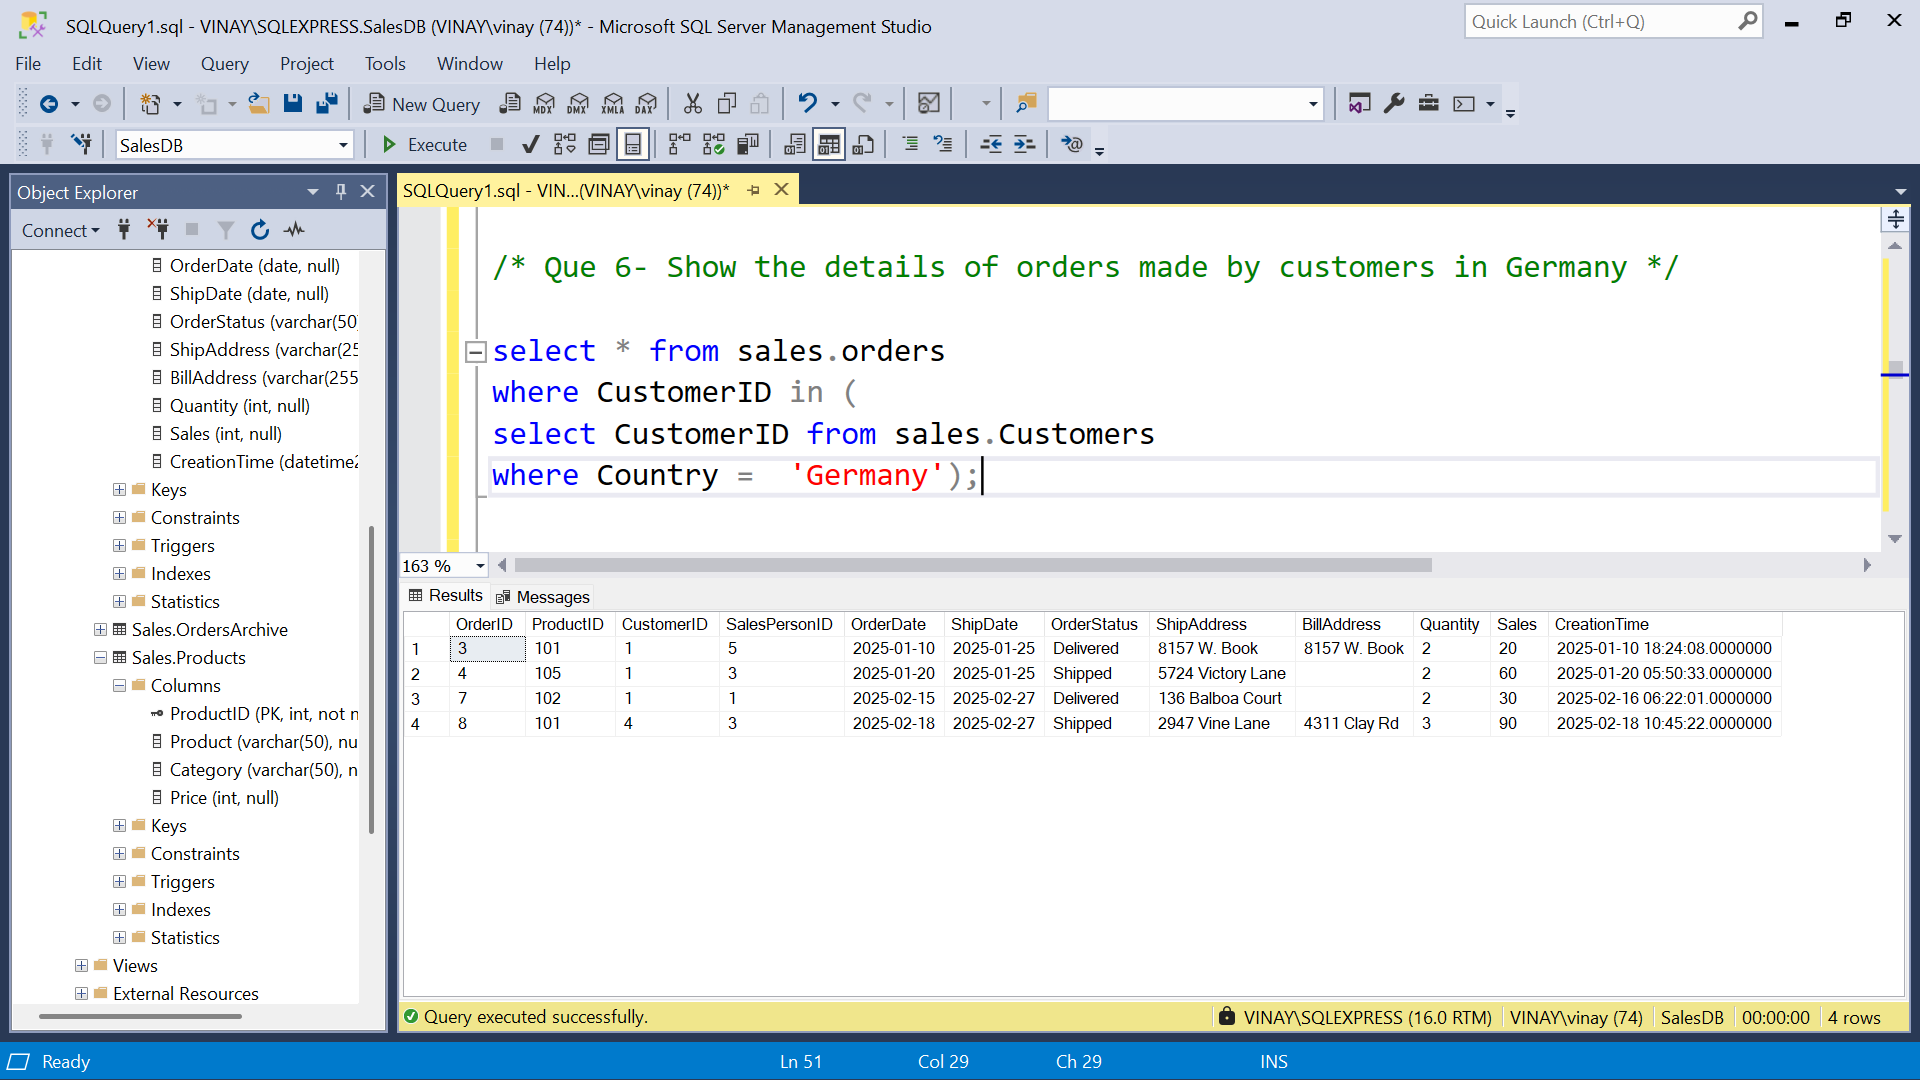 SQLQuery1.sql - VINAY\SQLEXPRESS.SalesDB (VINAY\vinay (74))* - Microsoft SQL Server Management Studio
Quick Launch (Ctrl+Q)
File Edit View Query Project Tools Window Help
New Query MDX DMX XMLA DAX
SalesDB Execute
Object Explorer
Connect
OrderDate (date, null)
ShipDate (date, null)
OrderStatus (varchar(50)
ShipAddress (varchar(25
BillAddress (varchar(255
Quantity (int, null)
Sales (int, null)
CreationTime (datetime2
Keys
Constraints
Triggers
Indexes
Statistics
Sales.OrdersArchive
Sales.Products
Columns
ProductID (PK, int, not n
Product (varchar(50), nu
Category (varchar(50), n
Price (int, null)
Keys
Constraints
Triggers
Indexes
Statistics
Views
External Resources
SQLQuery1.sql - VIN...(VINAY\vinay (74))*
/* Que 6- Show the details of orders made by customers in Germany */
select * from sales.orders
where CustomerID in (
select CustomerID from sales.Customers
where Country =  'Germany');
163 %
Results Messages
OrderID ProductID CustomerID SalesPersonID OrderDate ShipDate OrderStatus ShipAddress BillAddress Quantity Sales CreationTime
1 3 101 1 5 2025-01-10 2025-01-25 Delivered 8157 W. Book 8157 W. Book 2 20 2025-01-10 18:24:08.0000000
2 4 105 1 3 2025-01-20 2025-01-25 Shipped 5724 Victory Lane 2 60 2025-01-20 05:50:33.0000000
3 7 102 1 1 2025-02-15 2025-02-27 Delivered 136 Balboa Court 2 30 2025-02-16 06:22:01.0000000
4 8 101 4 3 2025-02-18 2025-02-27 Shipped 2947 Vine Lane 4311 Clay Rd 3 90 2025-02-18 10:45:22.0000000
Query executed successfully. VINAY\SQLEXPRESS (16.0 RTM) VINAY\vinay (74) SalesDB 00:00:00 4 rows
Ready Ln 51 Col 29 Ch 29 INS